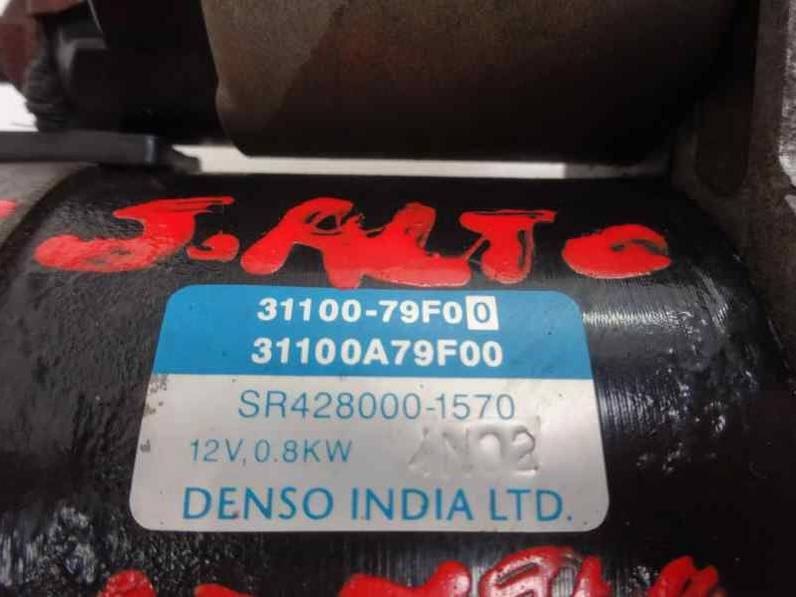 S.ALTO
31100-79F00
31100A79F00
SR428000-1570
12V, 0.8KW
DENSO INDIA LTD.